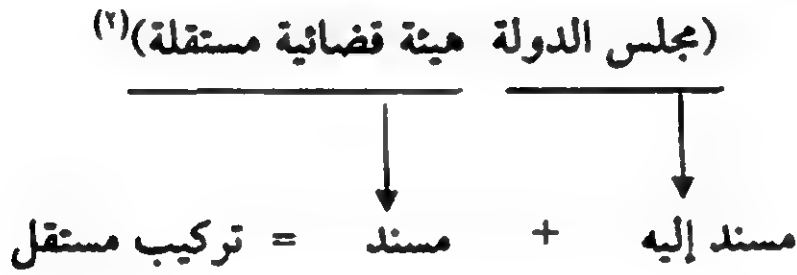 (مجلس الدولة هيئة قضائية مستقلة)(٢)
مسند إليه + مسند = تركيب مستقل